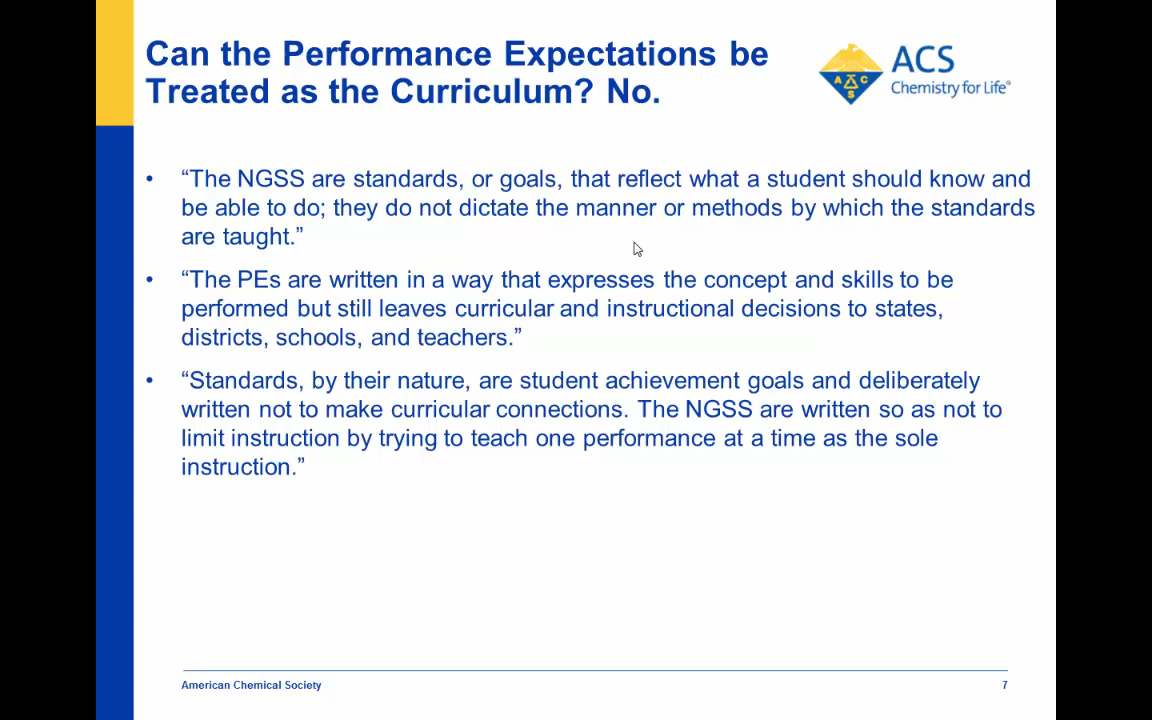 Can the Performance Expectations be
Treated as the Curriculum? No.
ACS
Chemistry for Life®
A C S
• “The NGSS are standards, or goals, that reflect what a student should know and
be able to do; they do not dictate the manner or methods by which the standards
are taught.”
• “The PEs are written in a way that expresses the concept and skills to be
performed but still leaves curricular and instructional decisions to states,
districts, schools, and teachers.”
• “Standards, by their nature, are student achievement goals and deliberately
written not to make curricular connections. The NGSS are written so as not to
limit instruction by trying to teach one performance at a time as the sole
instruction.”
American Chemical Society
7